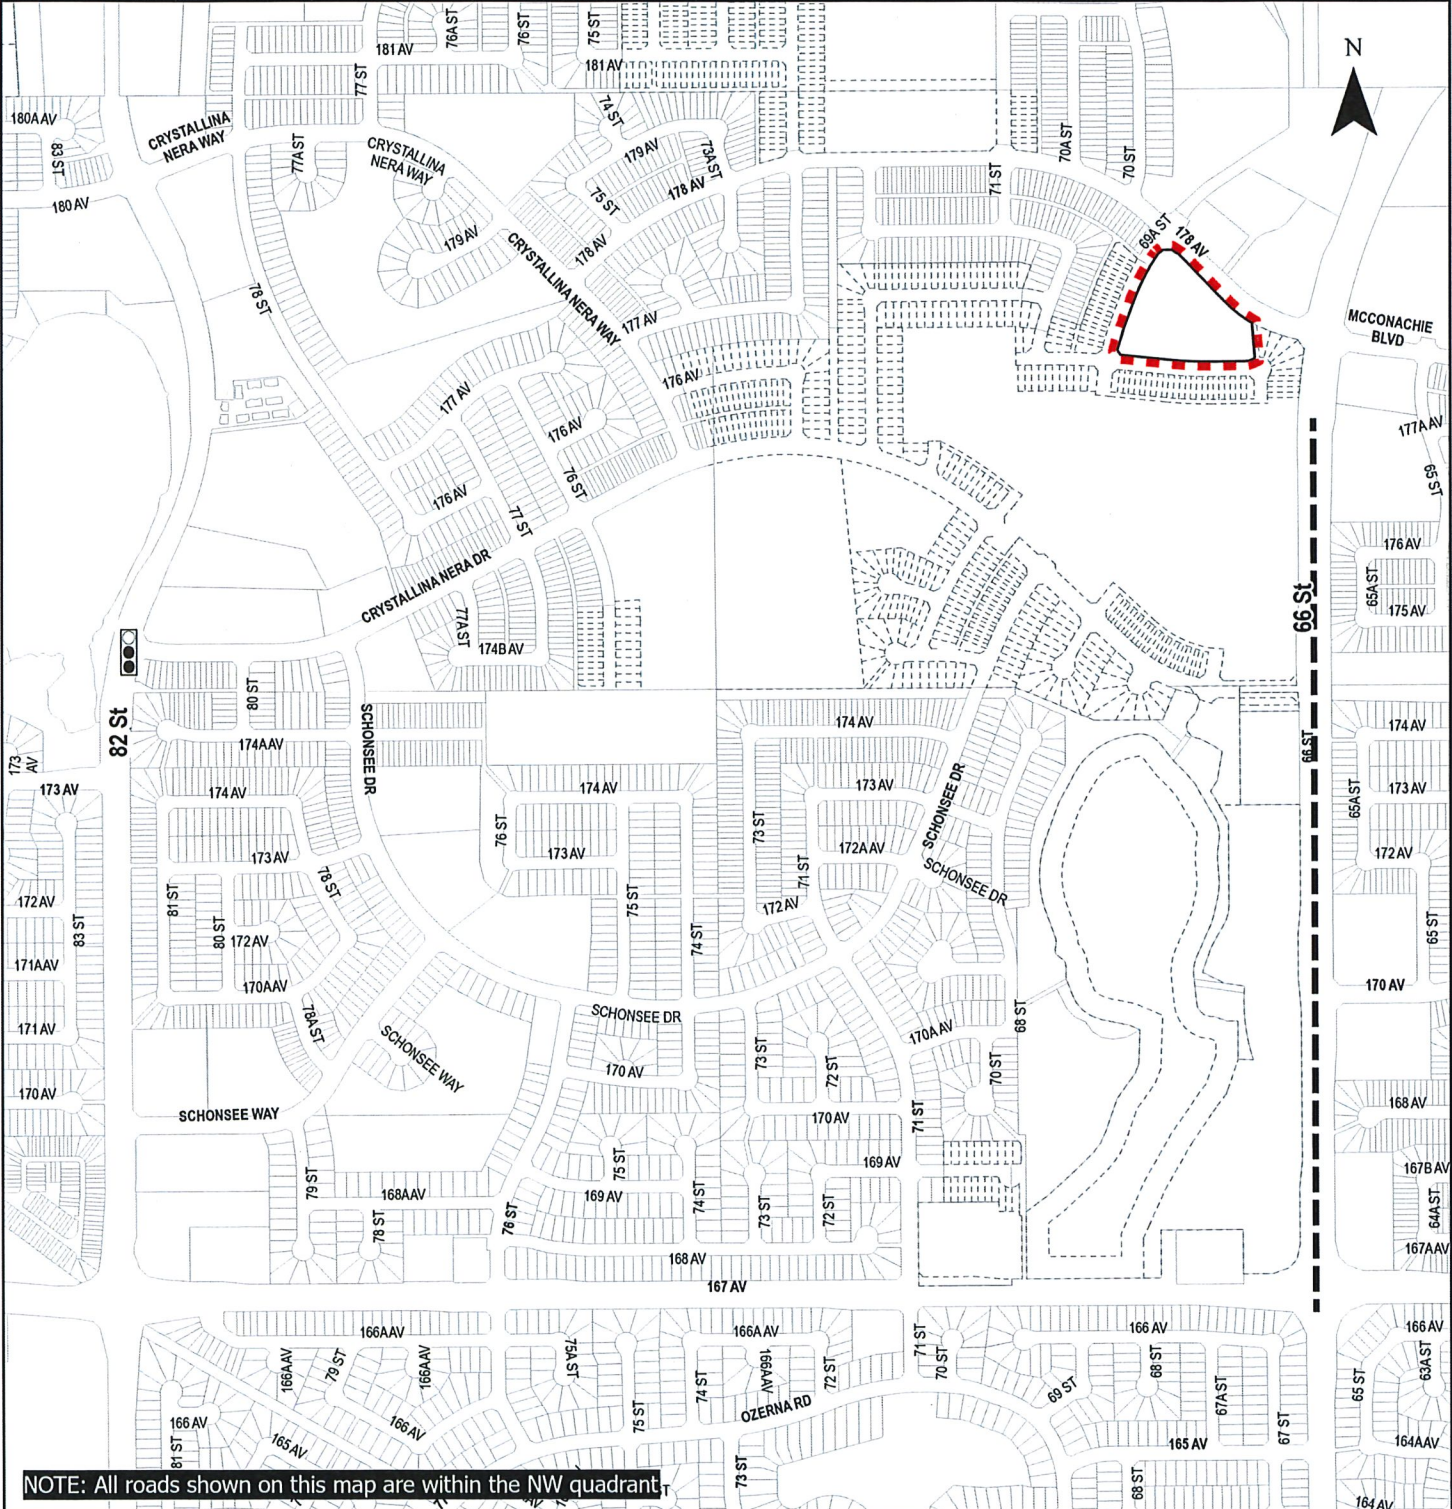 76A ST
76 ST
75 ST
181 AV
181 AV
77 ST
N
180A AV
CRYSTALLINA
NERA WAY
74 ST
83 ST
77A ST
CRYSTALLINA
NERA WAY
179 AV
73A ST
70A ST
70 ST
71 ST
178 AV
75 ST
180 AV
69A ST
178 AV
179 AV
178 AV
CRYSTALLINA NERA WAY
78 ST
177 AV
MCCONACHIE
BLVD
176 AV
177 AV
177A AV
176 AV
65 ST
76 ST
176 AV
77 ST
176 AV
CRYSTALLINA NERA DR
65A ST
66 St
175 AV
77A ST
174B AV
80 ST
82 St
SCHONSEE DR
174 AV
174 AV
174A AV
66 ST
173
AV
173 AV
174 AV
174 AV
173 AV
173 AV
65A ST
SCHONSEE DR
76 ST
73 ST
172A AV
173 AV
173 AV
172 AV
71 ST
SCHONSEE DR
78 ST
172 AV
81 ST
75 ST
172 AV
83 ST
80 ST
172 AV
74 ST
65 ST
171A AV
170A AV
170 AV
SCHONSEE DR
68 ST
78A ST
171 AV
170A AV
SCHONSEE WAY
73 ST
72 ST
70 ST
170 AV
170 AV
168 AV
SCHONSEE WAY
170 AV
71 ST
75 ST
169 AV
167B AV
79 ST
168A AV
169 AV
74 ST
73 ST
72 ST
76 ST
78 ST
64A ST
168 AV
167A AV
167 AV
166A AV
166A AV
71 ST
166 AV
166 AV
75A ST
166A AV
79 ST
166A AV
166A AV
72 ST
70 ST
68 ST
63A ST
74 ST
69 ST
67A ST
65 ST
OZERNA RD
166 AV
166 AV
75 ST
67 ST
81 ST
165 AV
165 AV
164A AV
73 ST
68 ST
NOTE: All roads shown on this map are within the NW quadrant
164 AV